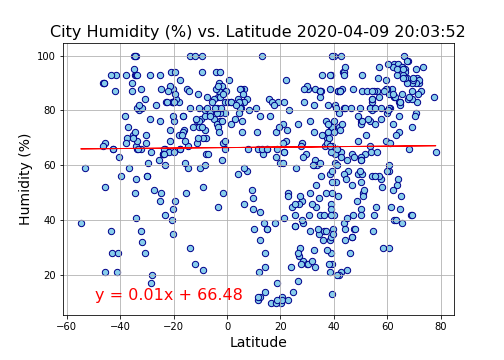 City Humidity (%) vs. Latitude 2020-04-09 20:03:52
Humidity (%)
100
80
60
40
20
y = 0.01x + 66.48
−60 −40 −20 0 20 40 60 80
Latitude